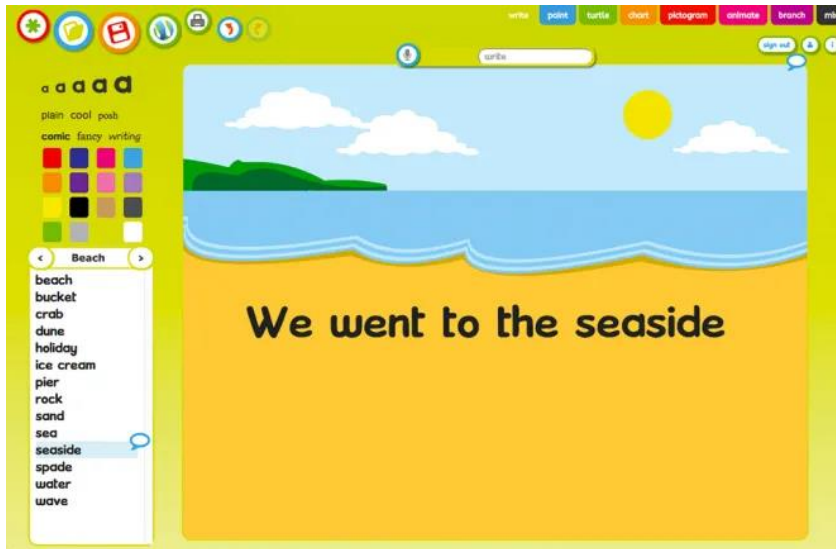 write paint turtle chart pictogram animate branch
sign out
write
a a a a a
plain cool posh
comic fancy writing
Beach
beach
bucket
crab
dune
holiday
ice cream
pier
rock
sand
sea
seaside
spade
water
wave
We went to the seaside